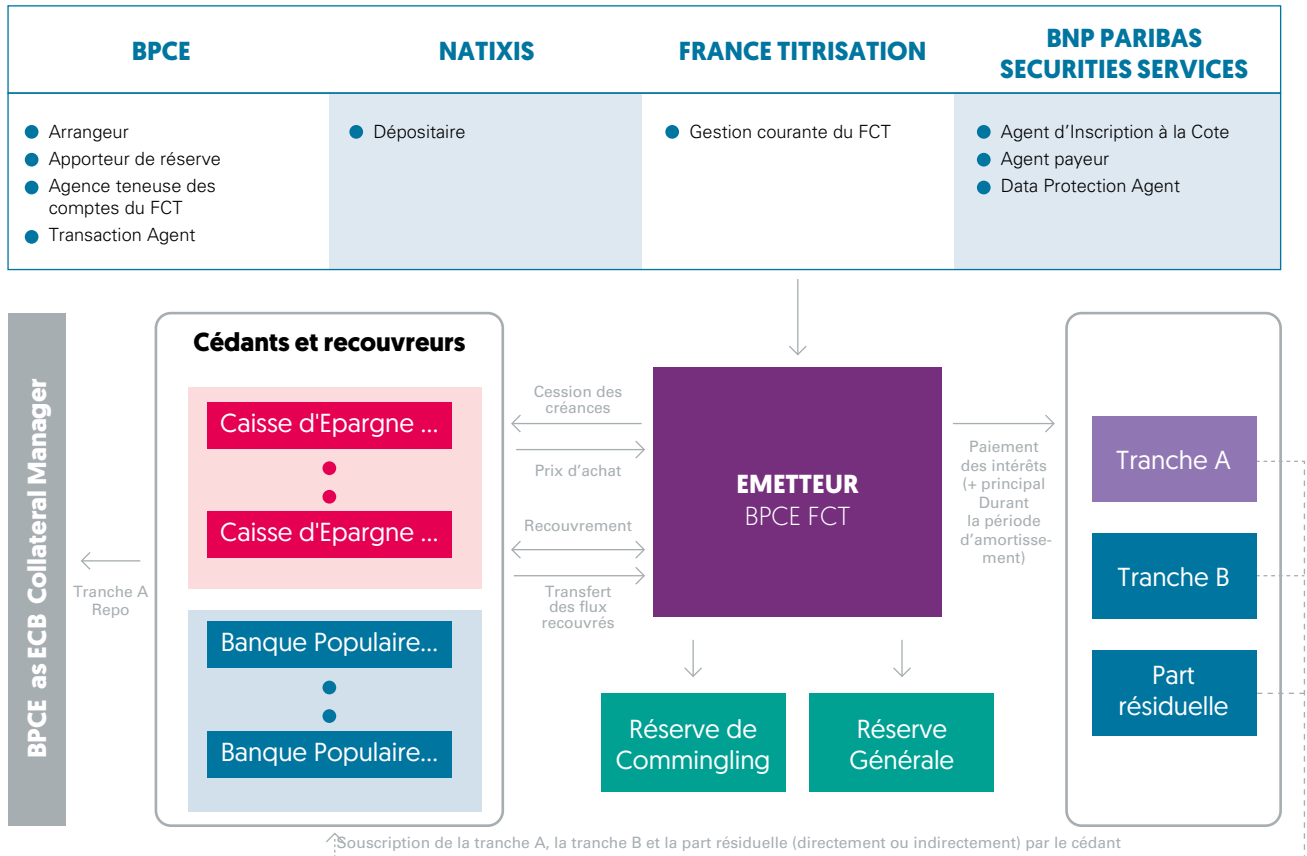 BPCE
NATIXIS
FRANCE TITRISATION
BNP PARIBAS
SECURITIES SERVICES
Arrangeur
Apporteur de réserve
Agence teneuse des
comptes du FCT
Transaction Agent
Dépositaire
Gestion courante du FCT
Agent d'Inscription à la Cote
Agent payeur
Data Protection Agent
BPCE as ECB Collateral Manager
Tranche A
Repo
Cédants et recouvreurs
Caisse d'Epargne ...
Caisse d'Epargne ...
Banque Populaire...
Banque Populaire...
Cession des
créances
Prix d'achat
Recouvrement
Transfert
des flux
recouvrés
EMETTEUR
BPCE FCT
Réserve de
Commingling
Réserve
Générale
Paiement
des intérêts
(+ principal
Durant
la période
d'amortisse-
ment)
Tranche A
Tranche B
Part
résiduelle
Souscription de la tranche A, la tranche B et la part résiduelle (directement ou indirectement) par le cédant